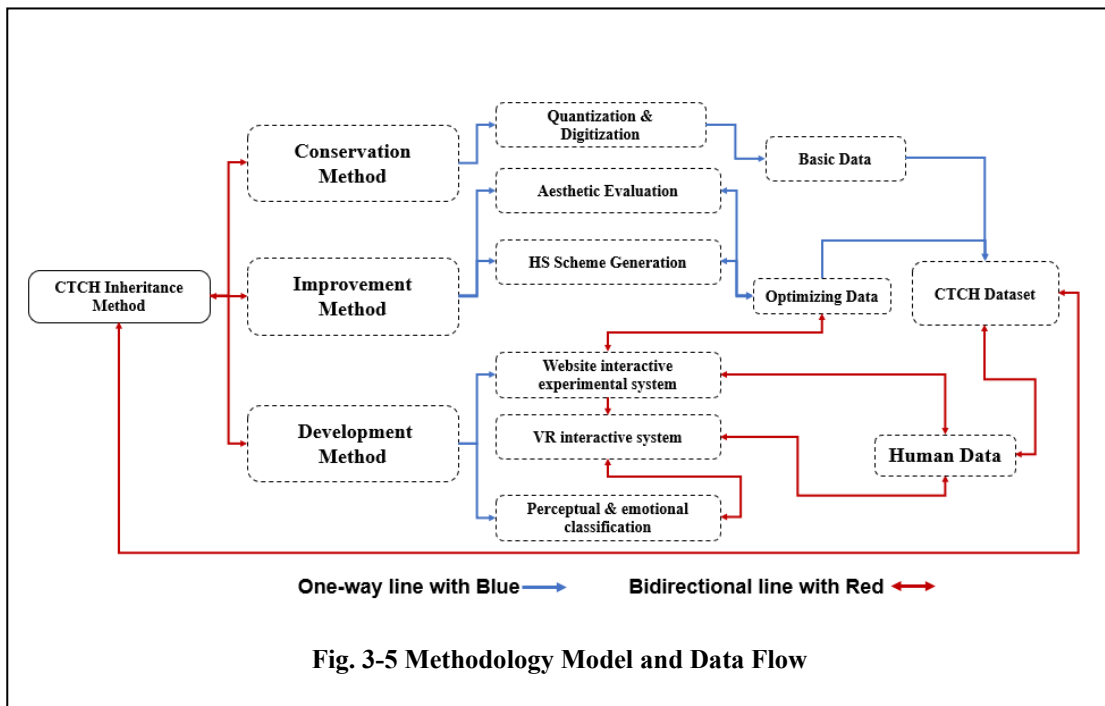 Quantization &
Digitization
Conservation
Method
Basic Data
Aesthetic Evaluation
HS Scheme Generation
CTCH Inheritance
Method
Improvement
Method
Optimizing Data
CTCH Dataset
Website interactive
experimental system
Development
Method
VR interactive system
Human Data
Perceptual & emotional
classification
One-way line with Blue
Bidirectional line with Red
Fig. 3-5 Methodology Model and Data Flow